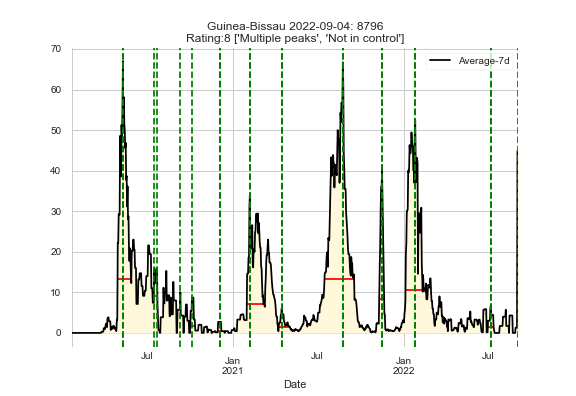 Guinea-Bissau 2022-09-04: 8796
Rating:8 ['Multiple peaks', 'Not in control']
Average-7d
70
60
50
40
30
20
10
0
Jul
Jan
2021
Jul
Jan
2022
Jul
Date